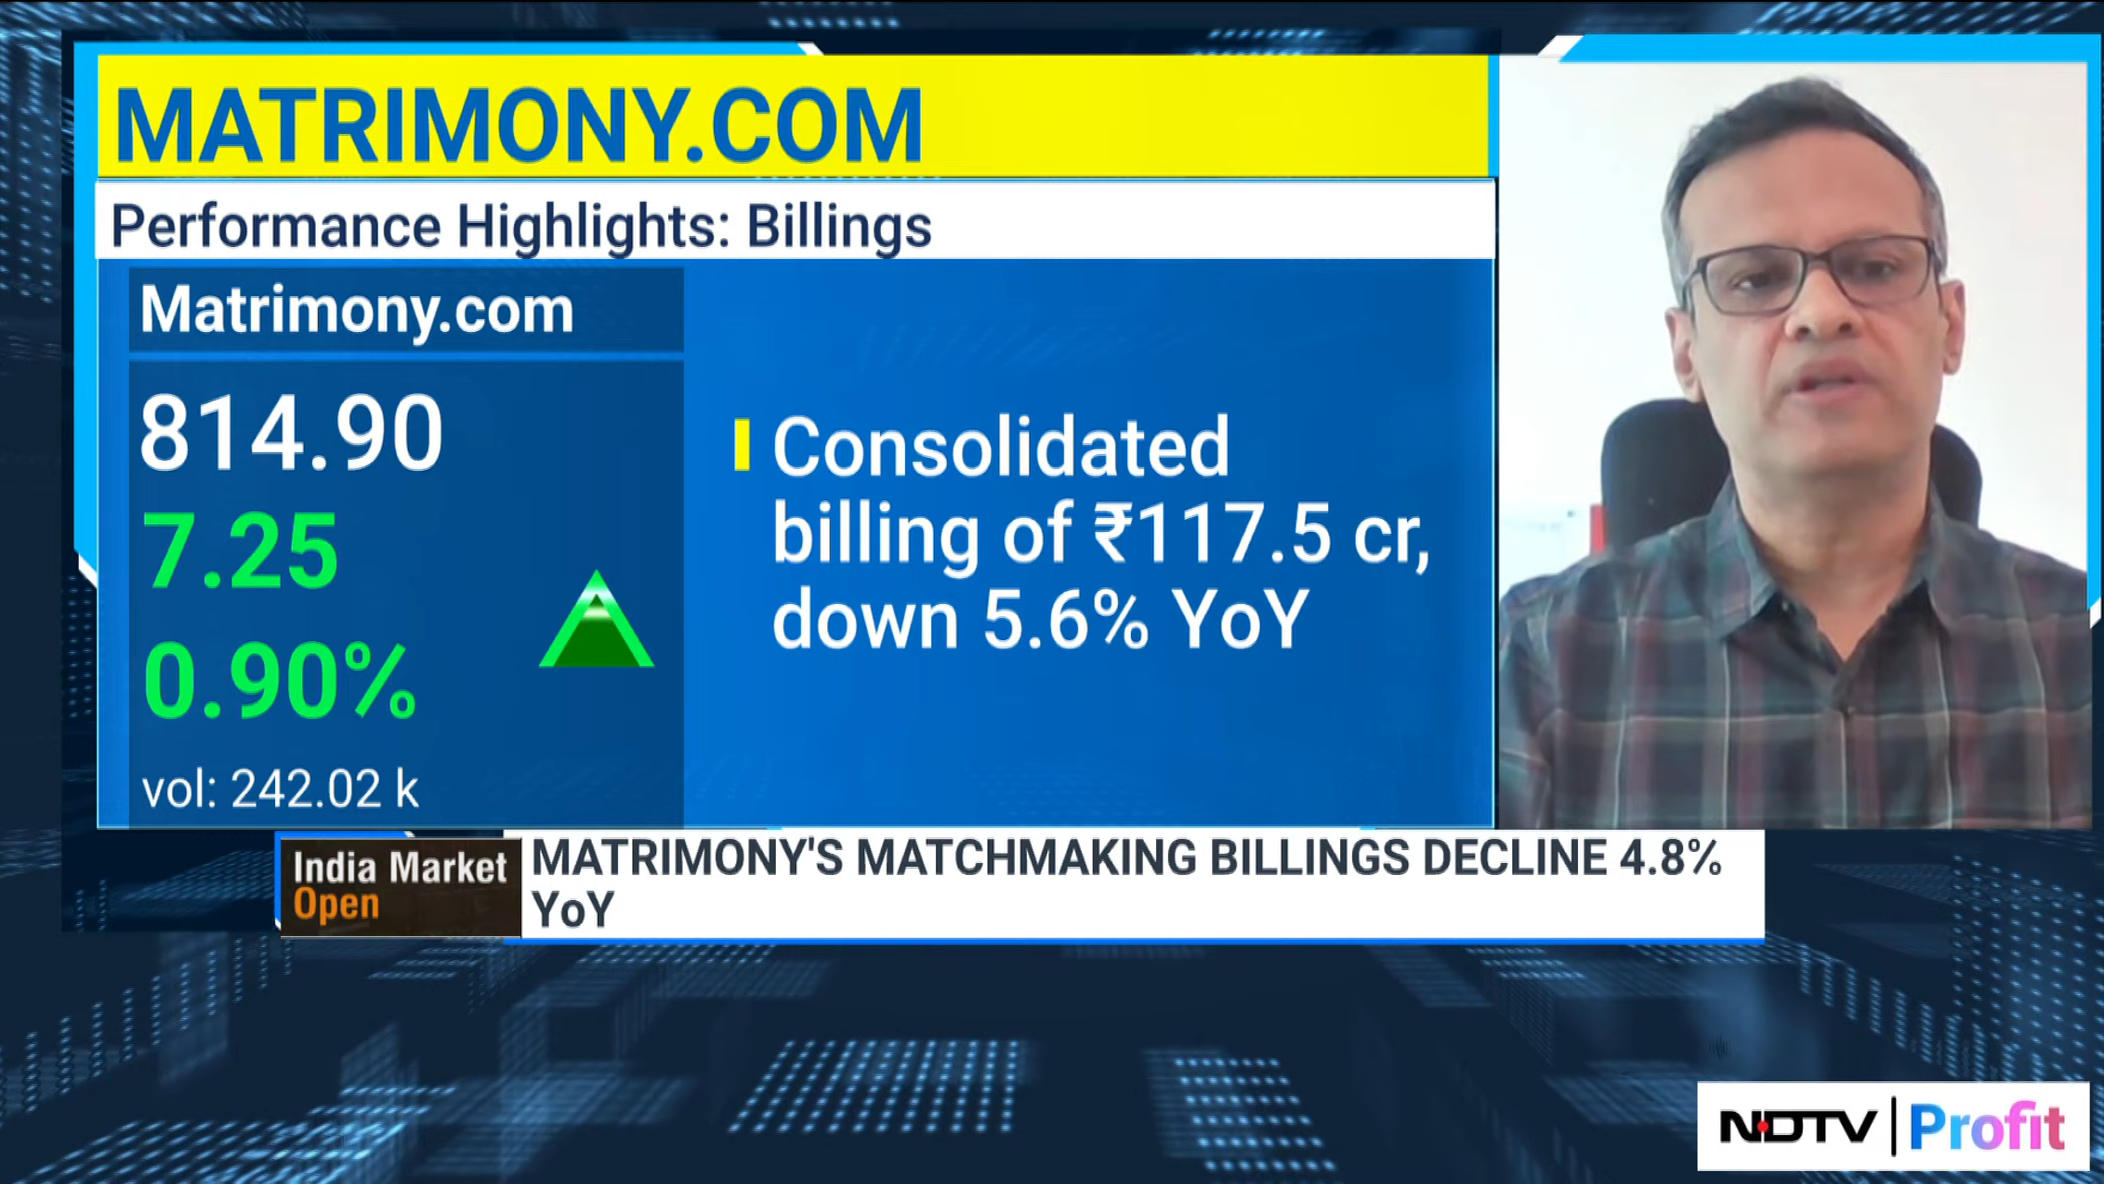 MATRIMONY.COM
Performance Highlights: Billings
Matrimony.com
814.90
7.25
0.90%
vol: 242.02 k
Consolidated
billing of ₹117.5 cr,
down 5.6% YoY
India Market
Open
MATRIMONY'S MATCHMAKING BILLINGS DECLINE 4.8%
YoY
NDTV Profit